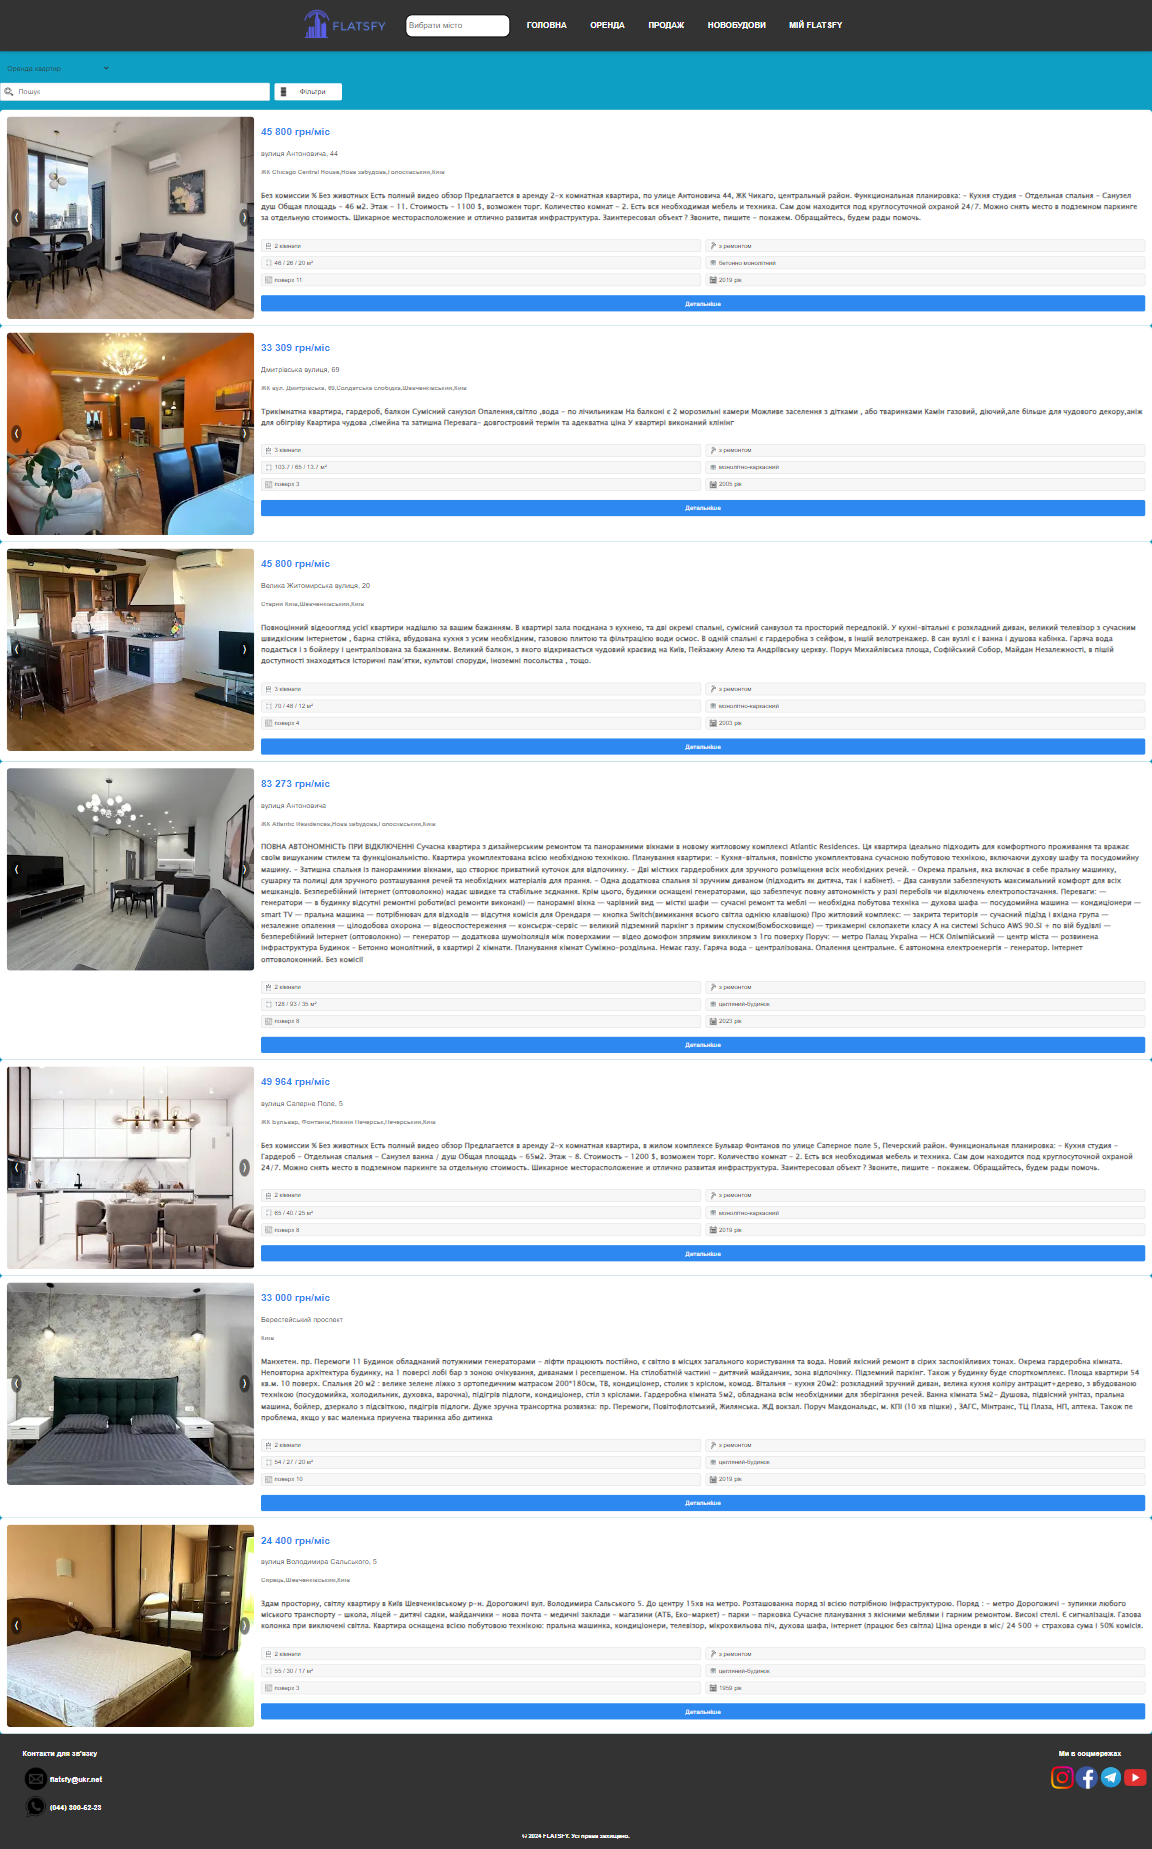 FLATSFY
Вибрати місто
ГОЛОВНА
ОРЕНДА
ПРОДАЖ
НОВОБУДОВИ
МІЙ FLATSFY
Оренда квартир
Пошук
Фільтри
45 800 грн/міс
вулиця Антоновича, 44
ЖК Chicago Central House,Нова забудова,Голосіївський,Київ
Без комиссии % Без животных Есть полный видео обзор Предлагается в аренду 2-х комнатная квартира, по улице Антоновича 44, ЖК Чикаго, центральный район. Функциональная планировка: - Кухня студия - Отдельная спальня - Санузел
душ Общая площадь - 46 м2. Этаж - 11. Стоимость - 1100 $, возможен торг. Количество комнат - 2. Есть вся необходимая мебель и техника. Сам дом находится под круглосуточной охраной 24/7. Можно снять место в подземном паркинге
за отдельную стоимость. Шикарное месторасположение и отлично развитая инфраструктура. Заинтересовал объект ? Звоните, пишите - покажем. Обращайтесь, будем рады помочь.
2 кімнати
з ремонтом
46 / 26 / 20 м²
бетонно монолітний
поверх 11
2019 рік
Детальніше
33 309 грн/міс
Дмитрівська вулиця, 69
ЖК вул. Дмитрівська, 69,Солдатська слобідка,Шевченківський,Київ
Трикімнатна квартира, гардероб, балкон Сумісний санузол Опалення,світло ,вода - по лічильникам На балконі є 2 морозильні камери Можливе заселення з дітками , або тваринками Камін газовий, діючий,але більше для чудового декору,аніж
для обігріву Квартира чудова ,сімейна та затишна Перевага- довгостровий термін та адекватна ціна У квартирі виконаний клінінг
3 кімнати
з ремонтом
103.7 / 65 / 13.7 м²
монолітно-каркасний
поверх 3
2005 рік
Детальніше
45 800 грн/міс
Велика Житомирська вулиця, 20
Старий Київ,Шевченківський,Київ
Повноцінний відеоогляд усієї квартири надішлю за вашим бажанням. В квартирі зала поєднана з кухнею, та дві окремі спальні, сумісний санвузол та просторий передпокій. У кухні-вітальні є розкладний диван, великий телевізор з сучасним
швидкісним інтернетом , барна стійка, вбудована кухня з усим необхідним, газовою плитою та фільтрацією води осмос. В одній спальні є гардеробна з сейфом, в іншій велотренажер. В сан вузлі є і ванна і душова кабінка. Гаряча вода
подається і з бойлеру і централізована за бажанням. Великий балкон, з якого відкривається чудовий краєвид на Київ, Пейзажну Алею та Андріївську церкву. Поруч Михайлівська площа, Софійський Собор, Майдан Незалежності, в пішій
доступності знаходяться історичні пам'ятки, культові споруди, іноземні посольства , тощо.
3 кімнати
з ремонтом
70 / 48 / 12 м²
монолітно-каркасний
поверх 4
2003 рік
Детальніше
83 273 грн/міс
вулиця Антоновича
ЖК Atlantic Residences,Нова забудова,Голосіївський,Київ
ПОВНА АВТОНОМНІСТЬ ПРИ ВІДКЛЮЧЕННІ Сучасна квартира з дизайнерським ремонтом та панорамними вікнами в новому житловому комплексі Atlantic Residences. Ця квартира ідеально підходить для комфортного проживання та вражає
своїм вишуканим стилем та функціональністю. Квартира укомплектована всією необхідною технікою. Планування квартири: - Кухня-вітальня, повністю укомплектована сучасною побутовою технікою, включаючи духову шафу та посудомийну
машину. - Затишна спальня із панорамними вікнами, що створює приватний куточок для відпочинку. - Дві містких гардеробних для зручного розміщення всіх необхідних речей. - Окрема пральня, яка включає в себе пральну машинку,
сушарку та полиці для зручного розташування речей та необхідних матеріалів для прання. - Одна додаткова спальня зі зручним диваном (підходить як дитяча, так і кабінет). - Два санвузли забезпечують максимальний комфорт для всіх
мешканців. Безперебійний інтернет (оптоволокно) надає швидке та стабільне зєднання. Крім цього, будинки оснащені генераторами, що забезпечує повну автономність у разі перебоїв чи відключень електропостачання. Переваги: —
генератори — в будинку відсутні ремонтні роботи(всі ремонти виконані) — панорамні вікна — чарівний вид — місткі шафи — сучасні ремонт та меблі — необхідна побутова техніка — духова шафа — посудомийна машина — кондиціонери —
smart TV — пральна машина — потрібнювач для відходів — відсутня комісія для Орендаря — кнопка Switch(вимикання всього світла однією клавішою) Про житловий комплекс: — закрита територія — сучасний підїзд і вхідна група —
незалежне опалення — цілодобова охорона — відеоспостереження — консьєрж-сервіс — великий підземний паркінг з прямим спуском(бомбосховище) — трикамерні склопакети класу А на системі Schuco AWS 90.SI + по вій будівлі —
безперебійний інтернет (оптоволокно) — генератор — додаткова шумоізоляція між поверхами — відео домофон зпрямим викликом з 1го поверху Поруч: — метро Палац Україна — НСК Олімпійський — центр міста — розвинена
інфраструктура Будинок - Бетонно монолітний, в квартирі 2 кімнати. Планування кімнат Суміжно-роздільна. Немає газу. Гаряча вода - централізована. Опалення центральне. Є автономна електроенергія - генератор. Інтернет
оптоволоконний. Без комісії
2 кімнати
з ремонтом
128 / 93 / 35 м²
цегляний-будинок
поверх 8
2023 рік
Детальніше
49 964 грн/міс
вулиця Саперне Поле, 5
ЖК Бульвар, Фонтанів,Нижній Печерськ,Печерський,Київ
Без комиссии % Без животных Есть полный видео обзор Предлагается в аренду 2-х комнатная квартира, в жилом комплексе Бульвар Фонтанов по улице Саперное поле 5, Печерский район. Функциональная планировка: - Кухня студия -
Гардероб - Отдельная спальня - Санузел ванна / душ Общая площадь - 65м2. Этаж - 8. Стоимость - 1200 $, возможен торг. Количество комнат - 2. Есть вся необходимая мебель и техника. Сам дом находится под круглосуточной охраной
24/7. Можно снять место в подземном паркинге за отдельную стоимость. Шикарное месторасположение и отлично развитая инфраструктура. Заинтересовал объект ? Звоните, пишите - покажем. Обращайтесь, будем рады помочь.
2 кімнати
з ремонтом
65 / 40 / 25 м²
монолітно-каркасний
поверх 8
2019 рік
Детальніше
33 000 грн/міс
Берестейський проспект
Київ
Манхетен. пр. Перемоги 11 Будинок обладнаний потужними генераторами - ліфти працюють постійно, є світло в місцях загального користування та вода. Новий якісний ремонт в сірих заспокійливих тонах. Окрема гардеробна кімната.
Неповторна архітектура будинку, на 1 поверсі лобі бар з зоною очікування, диванами і ресепшеном. На стілобатній частині - дитячий майданчик, зона відпочінку. Підземний паркінг. Також у будинку буде спорткомплекс. Площа квартири 54
кв.м. 10 поверх. Спальня 20 м2 : велике зелене ліжко з ортопедичним матрасом 200*180см, ТВ, кондиціонер, столик з кріслом, комод. Вітальня - кухня 20м2: розкладний зручний диван, велика кухня коліру антрацит+дерево, з вбудованою
технікою (посудомийка, холодильник, духовка, варочна), підігрів підлоги, кондиціонер, стіл з кріслами. Гардеробна кімната 5м2, обладнана всім необхідними для зберігання речей. Ванна кімната 5м2- Душова, підвісний унітаз, пральна
машина, бойлер, дзеркало з підсвіткою, підягрів підлоги. Дуже зручна транспортна розвязка: пр. Перемоги, Повітофлотський, Жилянська. ЖД вокзал. Поруч Макдональдс, м. КПІ (10 хв пішки) , ЗАГС, Мінтранс, ТЦ Плаза, НП, аптека. Також пе
проблема, якщо у вас маленька приучена тваринка або дитинка
2 кімнати
з ремонтом
54 / 27 / 20 м²
цегляний-будинок
поверх 10
2019 рік
Детальніше
24 400 грн/міс
вулиця Володимира Сальського, 5
Сирець,Шевченківський,Київ
Здам просторну, світлу квартиру в Київ Шевченківському р-н. Дорогожичі вул. Володимира Сальського 5. До центру 15хв на метро. Розташованна поряд зі всією потрібною інфраструктурою. Поряд : - метро Дорогожичі - зупинки любого
міського транспорту - школа, ліцей - дитячі садки, майданчики - нова почта - медичні заклади - магазини (АТБ, Еко-маркет) - парки - парковка Сучасне планування з якісними меблями і гарним ремонтом. Високі стелі. Є сигналізація. Газова
колонка при виключені світла. Квартира оснащена всією побутовою технікою: пральна машинка, кондиціонери, телевізор, мікрохвильова піч, духова шафа, інтернет (працює без світла) Ціна оренди в міс/ 24 500 + страхова сума і 50% комісія.
2 кімнати
з ремонтом
55 / 30 / 17 м²
цегляний-будинок
поверх 3
1959 рік
Детальніше
Контакти для зв'язку
Ми в соцмережах
flatsfy@ukr.net
(044) 300-52-23
© 2024 FLATSFY. Усі права захищено.